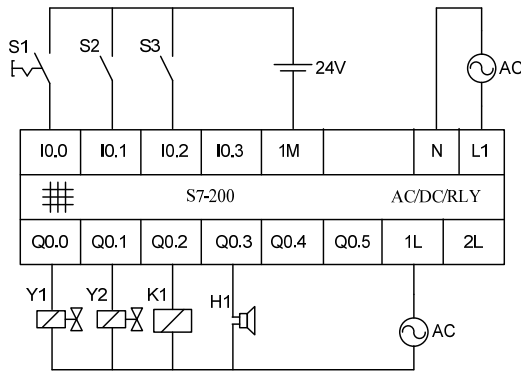 S1 S2 S3 24V AC
I0.0 I0.1 I0.2 I0.3 1M N L1
S7-200 AC/DC/RLY
Q0.0 Q0.1 Q0.2 Q0.3 Q0.4 Q0.5 1L 2L
Y1 Y2 K1 H1 AC